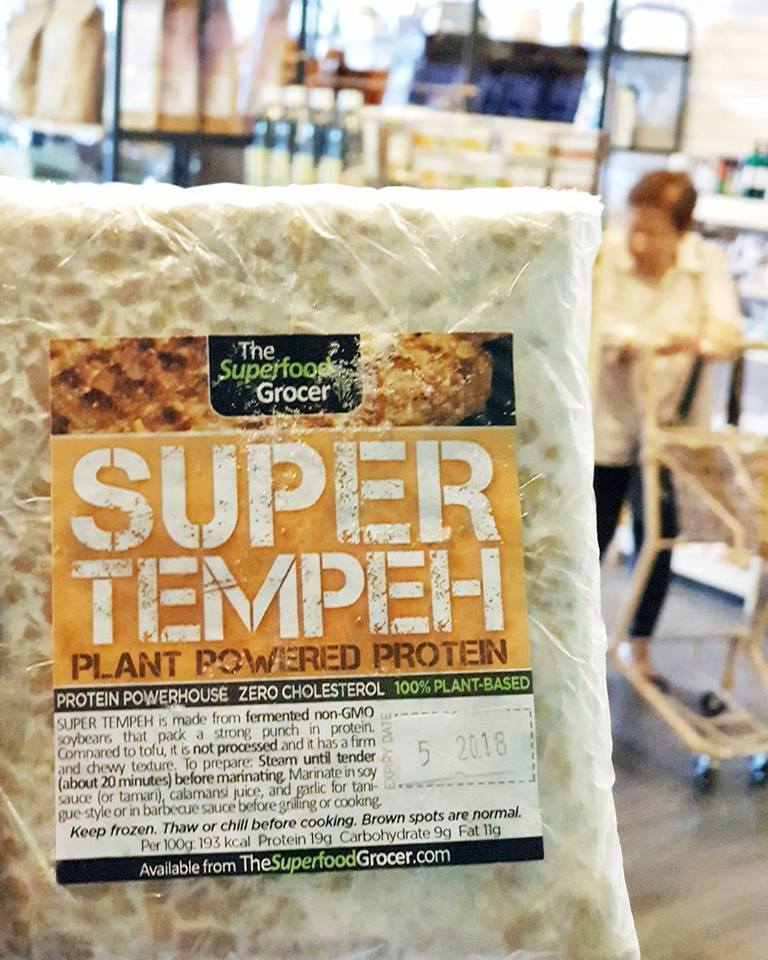 The
Superfood
Grocer
SUPER
TEMPEH
PLANT POWERED PROTEIN
PROTEIN POWERHOUSE ZERO CHOLESTEROL 100% PLANT-BASED
SUPER TEMPEH is made from fermented non-GMO
soybeans that pack a strong punch in protein.
Compared to tofu, it is not processed and it has a firm
and chewy texture. To prepare: Steam until tender
(about 20 minutes) before marinating. Marinate in soy
sauce (or tamari), calamansi juice, and garlic for tani-
gue-style or in barbecue sauce before grilling or cooking.
EXPIRY DATE
5 2018
Keep frozen. Thaw or chill before cooking. Brown spots are normal.
Per 100g: 193 kcal Protein 19g Carbohydrate 9g Fat 11g
Available from TheSuperfoodGrocer.com